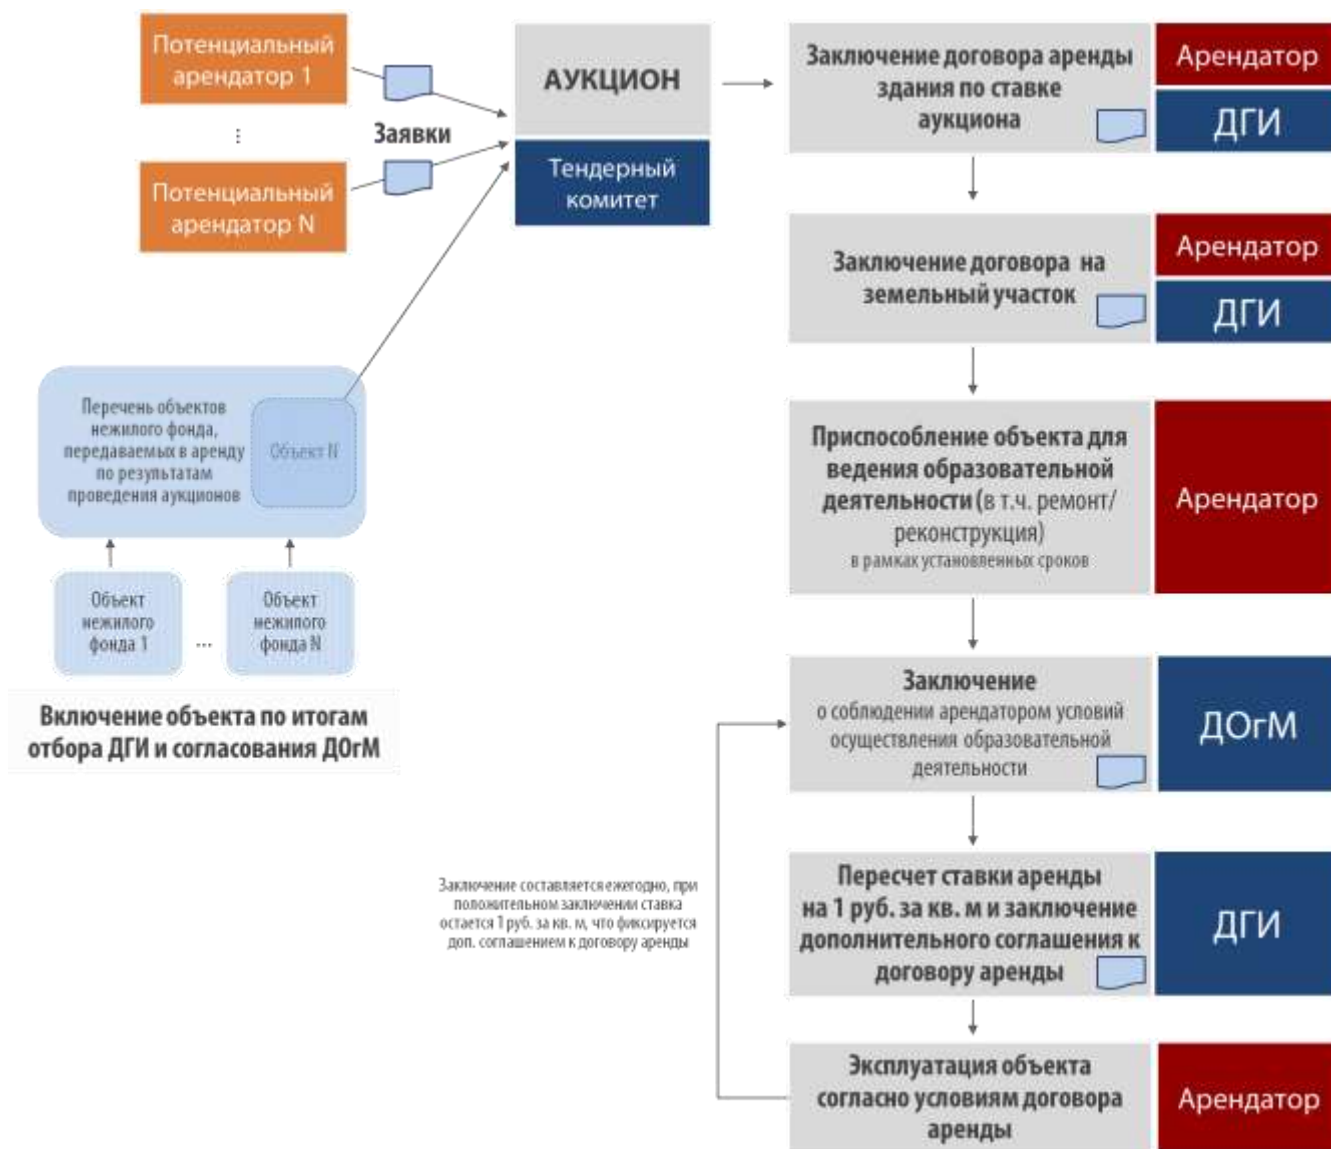 Потенциальный
арендатор 1
...
Потенциальный
арендатор N
Заявки
АУКЦИОН
Тендерный
комитет
Перечень объектов
нежилого фонда,
передаваемых в аренду
по результатам
проведения аукционов
Объект N
Объект
нежилого
фонда 1
...
Объект
нежилого
фонда N
Включение объекта по итогам
отбора ДГИ и согласования ДОгМ
Заключение договора аренды
здания по ставке
аукциона
Арендатор
ДГИ
Заключение договора на
земельный участок
Арендатор
ДГИ
Приспособление объекта для
ведения образовательной
деятельности (в т.ч. ремонт/
реконструкция)
в рамках установленных сроков
Арендатор
Заключение
о соблюдении арендатором условий
осуществления образовательной
деятельности
ДОгМ
Заключение составляется ежегодно, при
положительном заключении ставка
остается 1 руб. за кв. м, что фиксируется
доп. соглашением к договору аренды
Пересчет ставки аренды
на 1 руб. за кв. м и заключение
дополнительного соглашения к
договору аренды
ДГИ
Эксплуатация объекта
согласно условиям договора
аренды
Арендатор